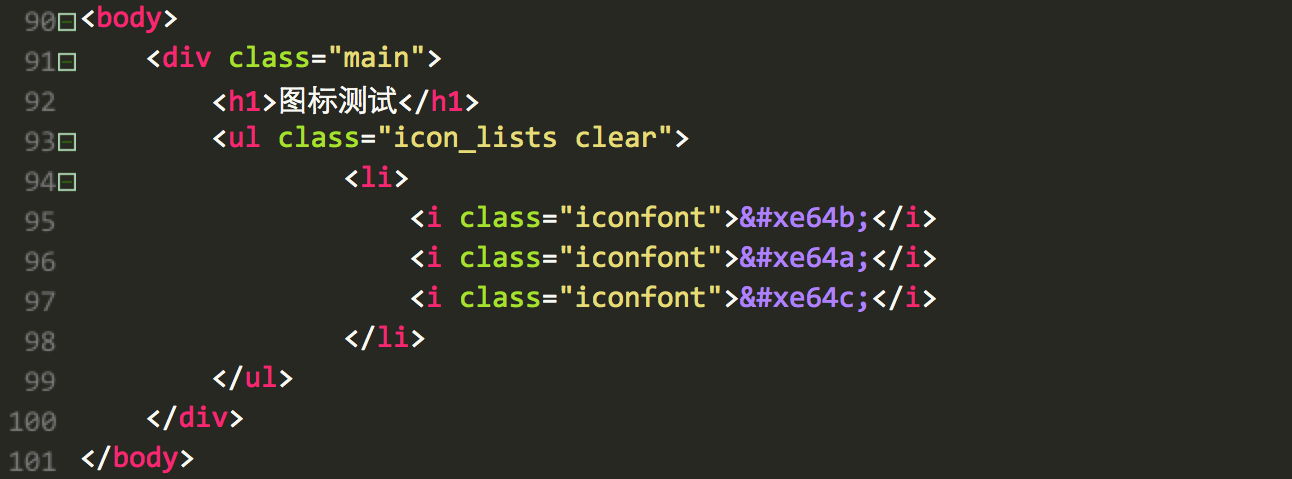 90 <body>
91 <div class="main">
92 <h1>图标测试</h1>
93 <ul class="icon_lists clear">
94 <li>
95 <i class="iconfont">&#xe64b;</i>
96 <i class="iconfont">&#xe64a;</i>
97 <i class="iconfont">&#xe64c;</i>
98 </li>
99 </ul>
100 </div>
101 </body>